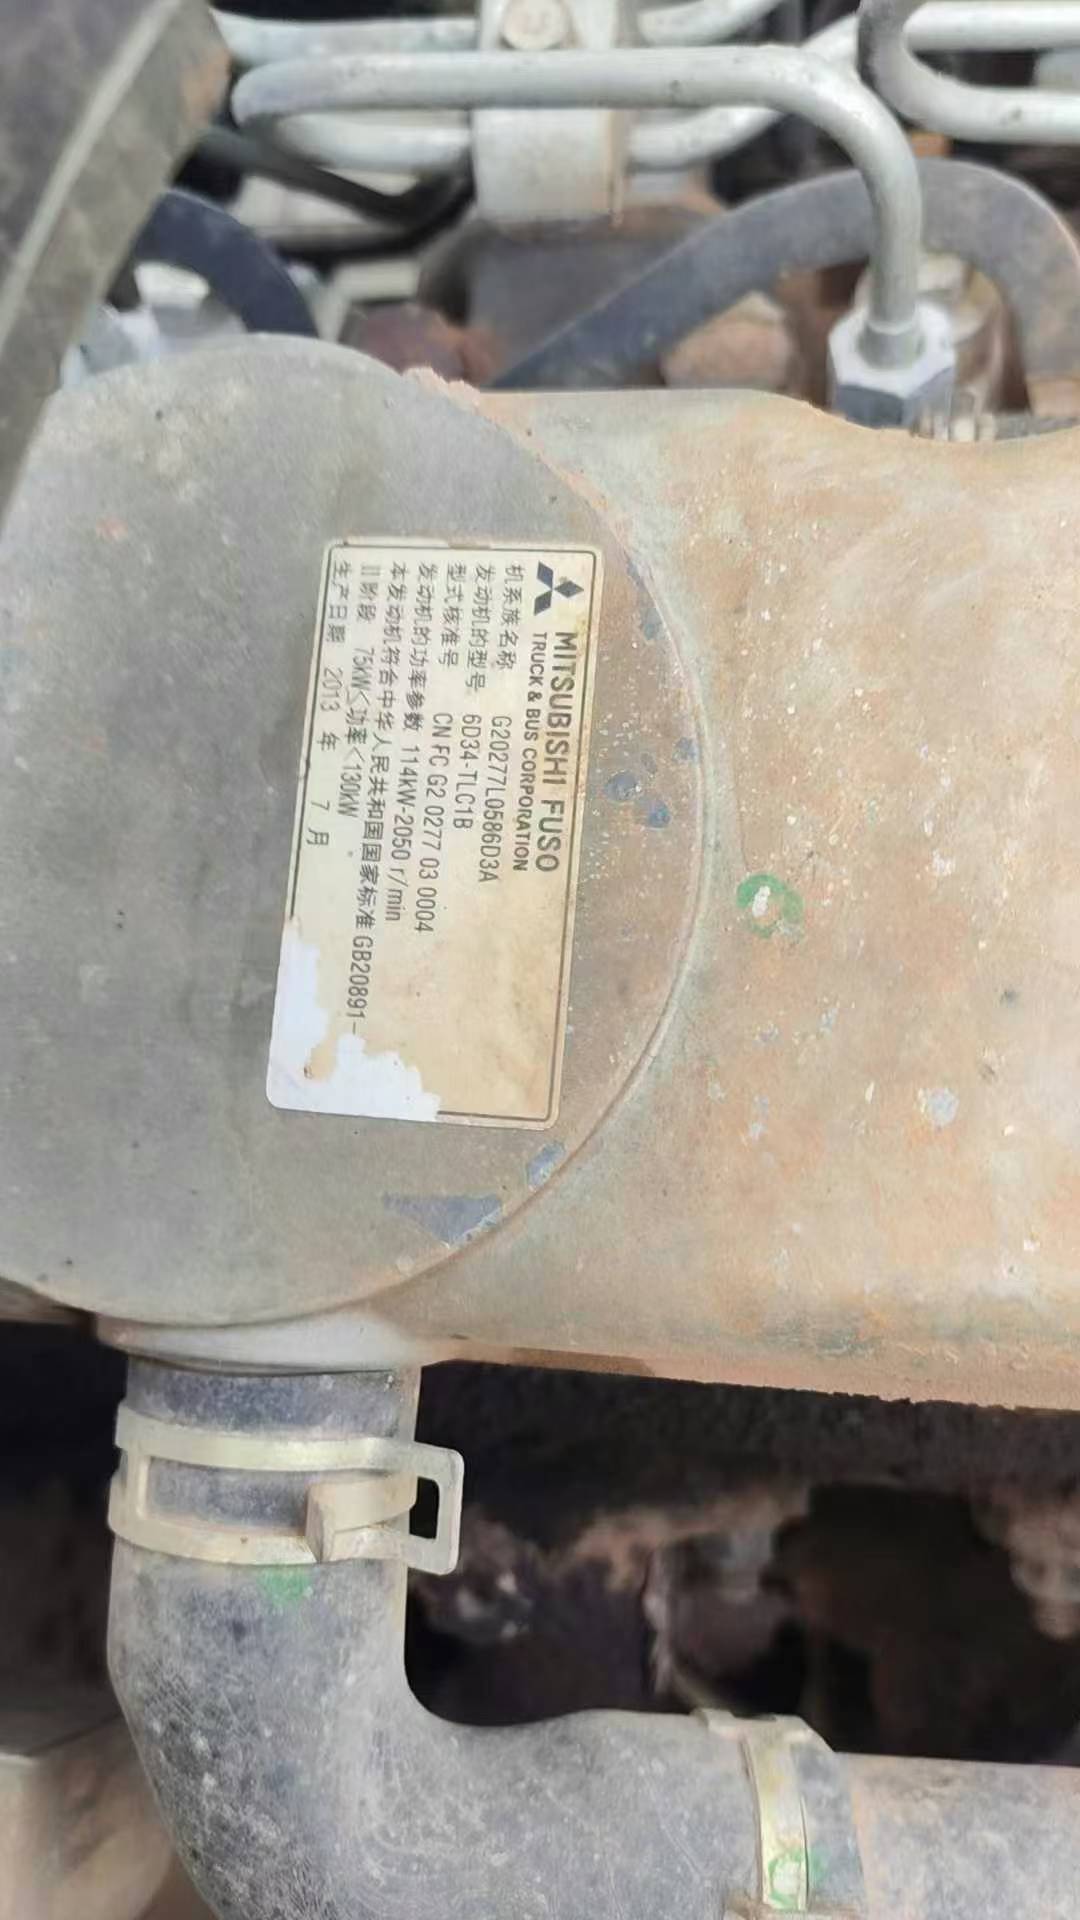 MITSUBISHI FUSO
TRUCK & BUS CORPORATION
机系族名称 G20277L0586D3A
发动机的型号 6D34-TLC1B
型式核准号 CN FC G2 0277 03 0004
发动机的功率参数 114kW-2050 r/min
本发动机符合中华人民共和国国家标准 GB20891-
II阶段 75kW≤功率<130kW 。
生产日期 2013 年 7 月